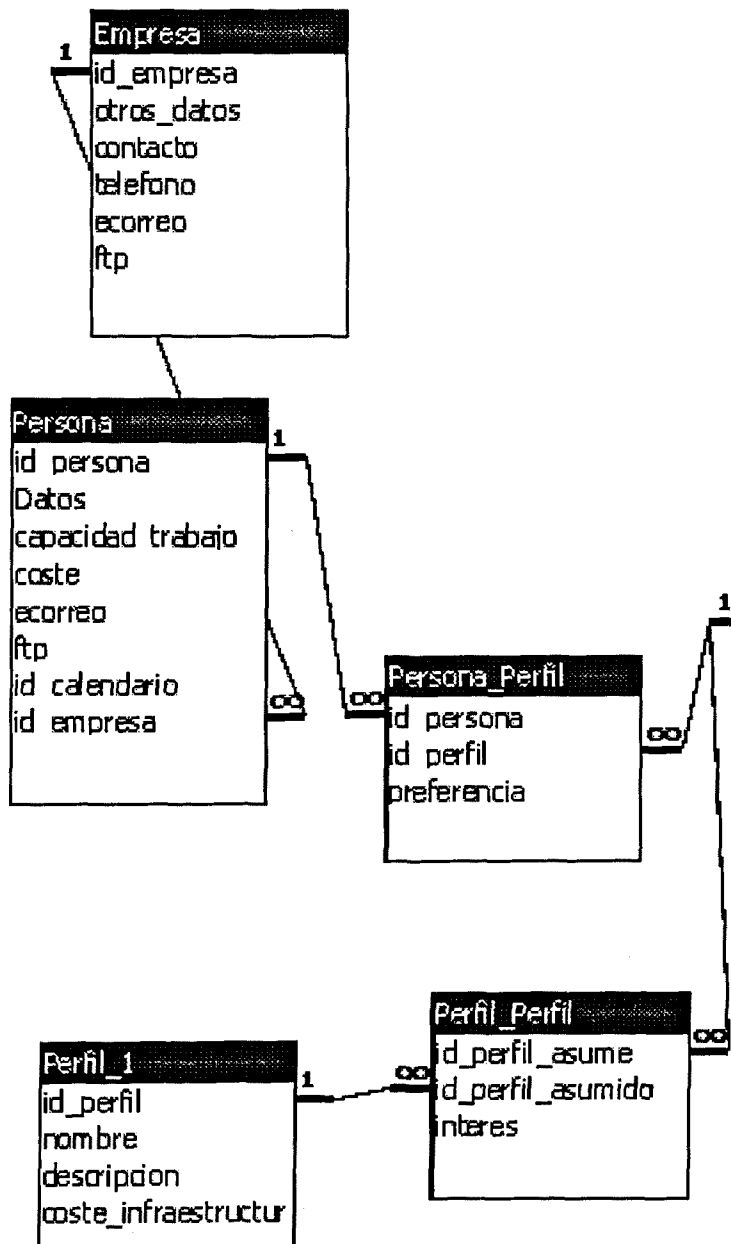 Empresa
1
id_empresa
otros_datos
contacto
telefono
ecorreo
ftp
Persona
1
id persona
Datos
capacidad trabajo
coste
ecorreo
ftp
id calendario
id empresa
∞
1
Persona_Perfil
∞
id persona
id perfil
∞
preferencia
Perfil_Perfil
id_perfil_asume
∞
id_perfil_asumido
∞
interes
Perfil_1
1
id_perfil
nombre
descripcion
coste_infraestructur